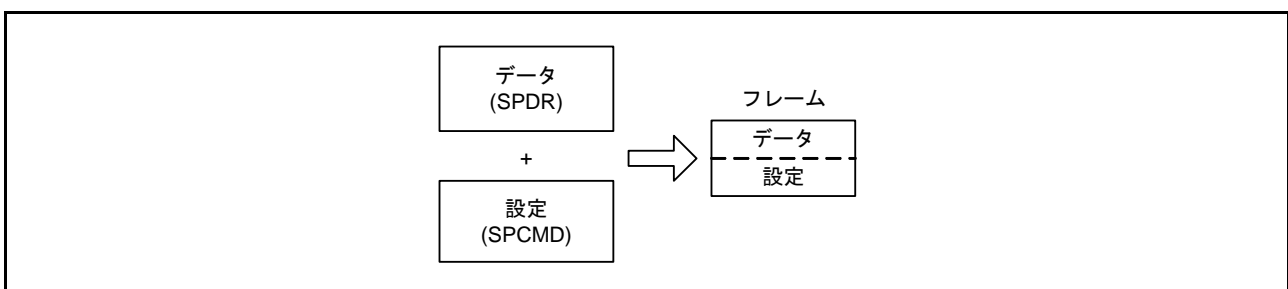 データ
(SPDR)
+
設定
(SPCMD)
フレーム
データ
設定